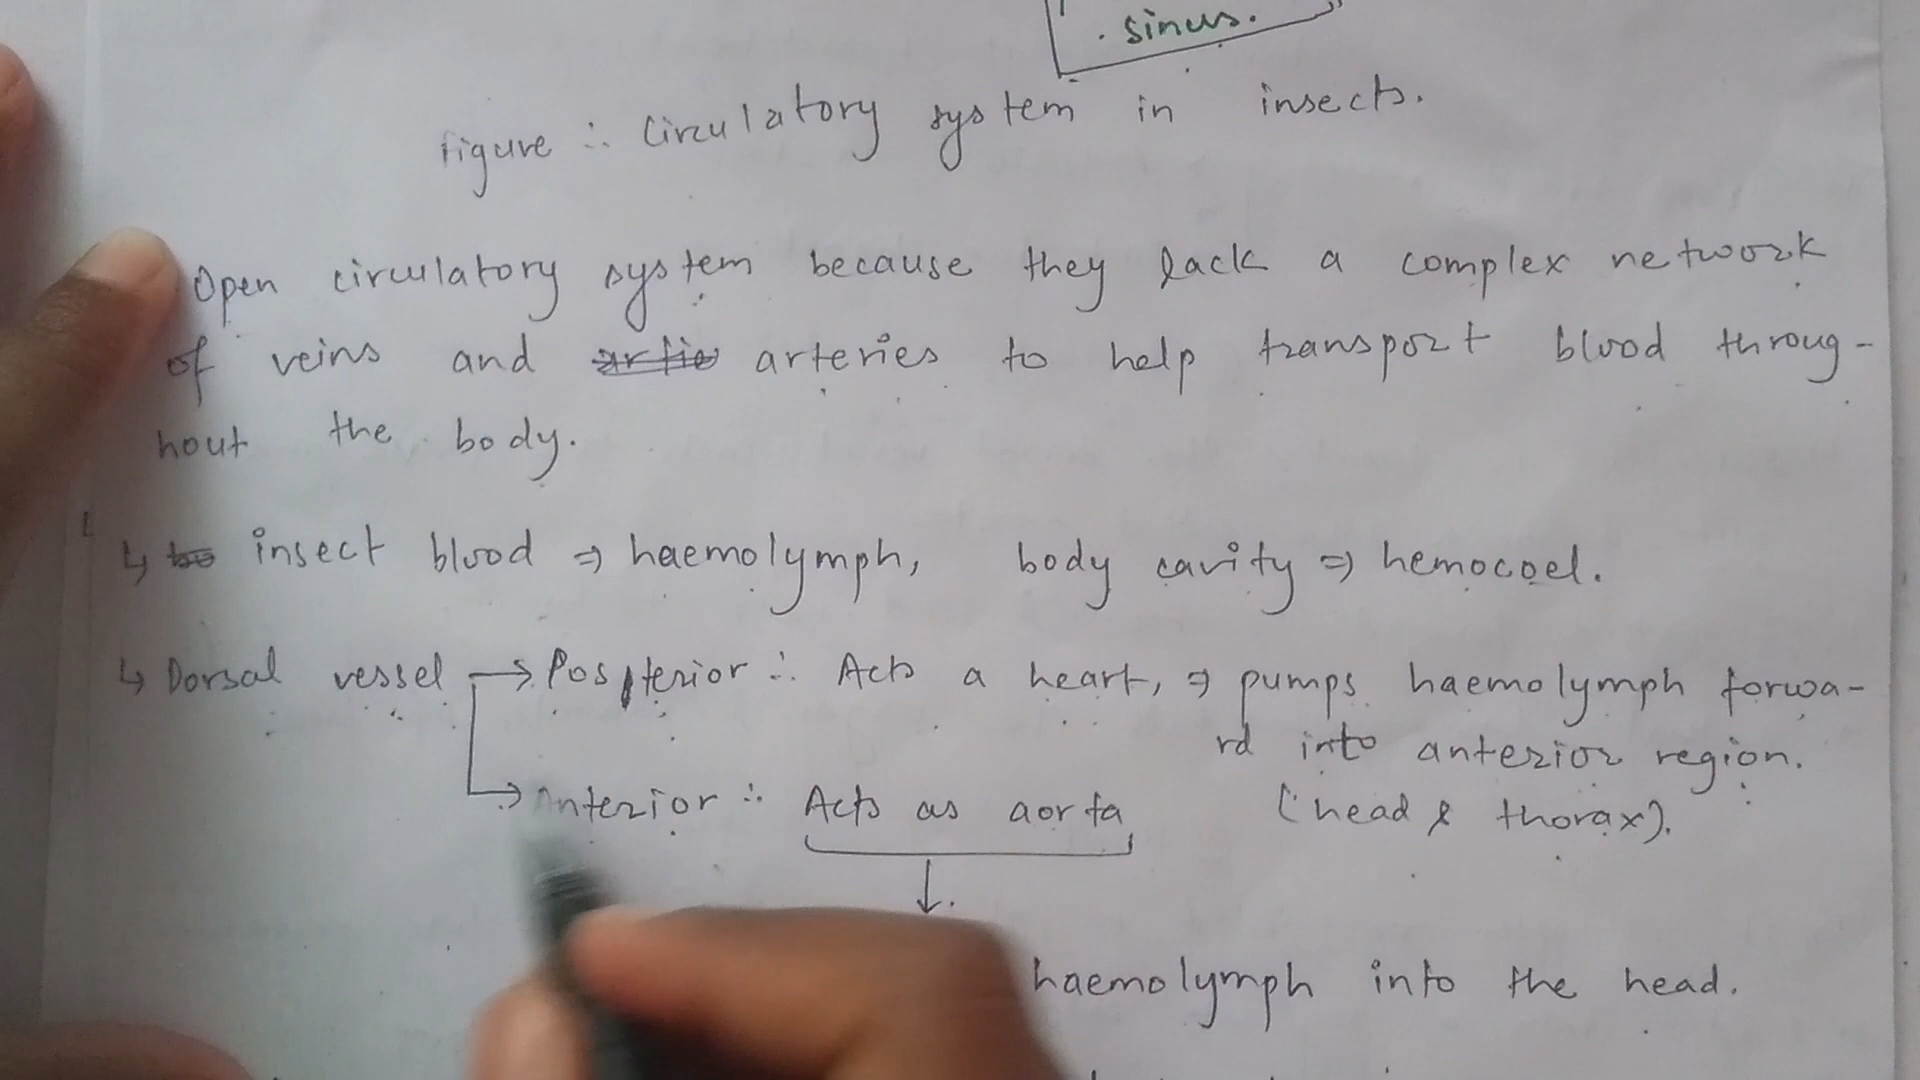 . sinus.
figure ∴ Circulatory system in insects.
Open circulatory system because they lack a complex network
of veins and arteries to help transport blood throug-
hout the body.
↳ insect blood ⇒ haemolymph, body cavity ⇒ hemocoel.
↳ Dorsal vessel → Posterior ∴ Acts a heart, ⇒ pumps haemolymph forwa-
rd into anterior region.
→ Anterior ∴ Acts as aorta (head & thorax).
↓
haemolymph into the head.